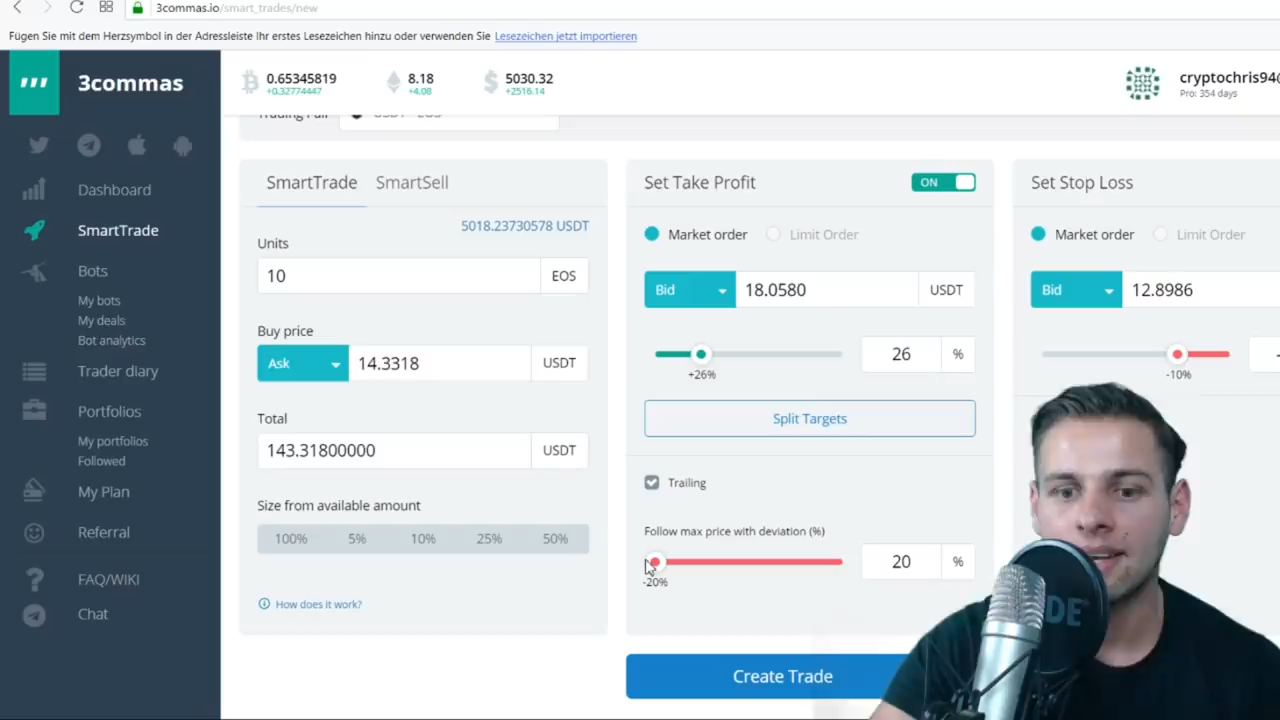 3commas.io/smart_trades/new
Fügen Sie mit dem Herzsymbol in der Adressleiste Ihr erstes Lesezeichen hinzu oder verwenden Sie Lesezeichen jetzt importieren
3commas
0.65345819
+0.32774447
8.18
+4.08
5030.32
+2516.14
cryptochris94
Pro: 354 days
Trading Pair
USDT - EOS
Dashboard
SmartTrade
Bots
My bots
My deals
Bot analytics
Trader diary
Portfolios
My portfolios
Followed
My Plan
Referral
FAQ/WIKI
Chat
SmartTrade SmartSell
5018.23730578 USDT
Units
10 EOS
Buy price
Ask 14.3318 USDT
Total
143.31800000 USDT
Size from available amount
100% 5% 10% 25% 50%
How does it work?
Set Take Profit ON
Market order Limit Order
Bid 18.0580 USDT
26 %
+26%
Split Targets
Trailing
Follow max price with deviation (%)
20 %
-20%
Create Trade
Set Stop Loss
Market order Limit Order
Bid 12.8986
-10%